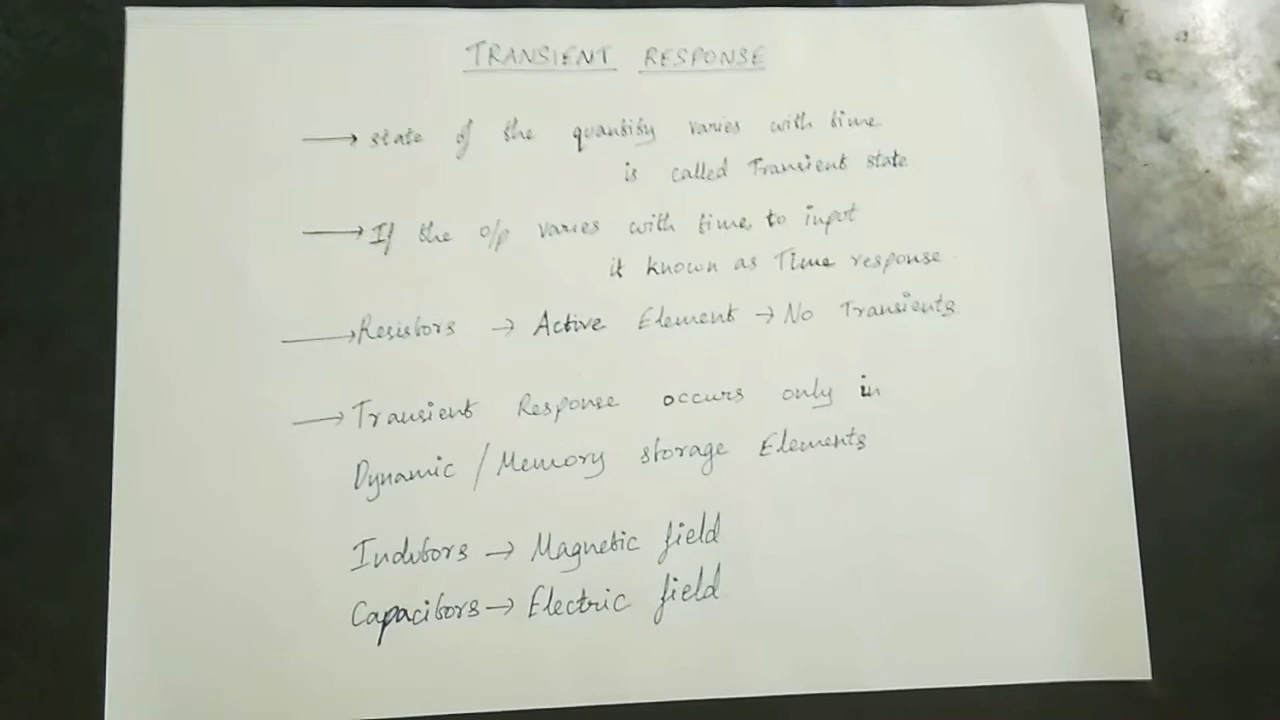 TRANSIENT RESPONSE
→ state of the quantity varies with time
is called Transient state
→ If the o/p varies with time to input
it known as Time response
→ Resistors → Active Element → No Transients
→ Transient Response occurs only in
Dynamic / Memory storage Elements
Indutors → Magnetic field
Capacitors → Electric field